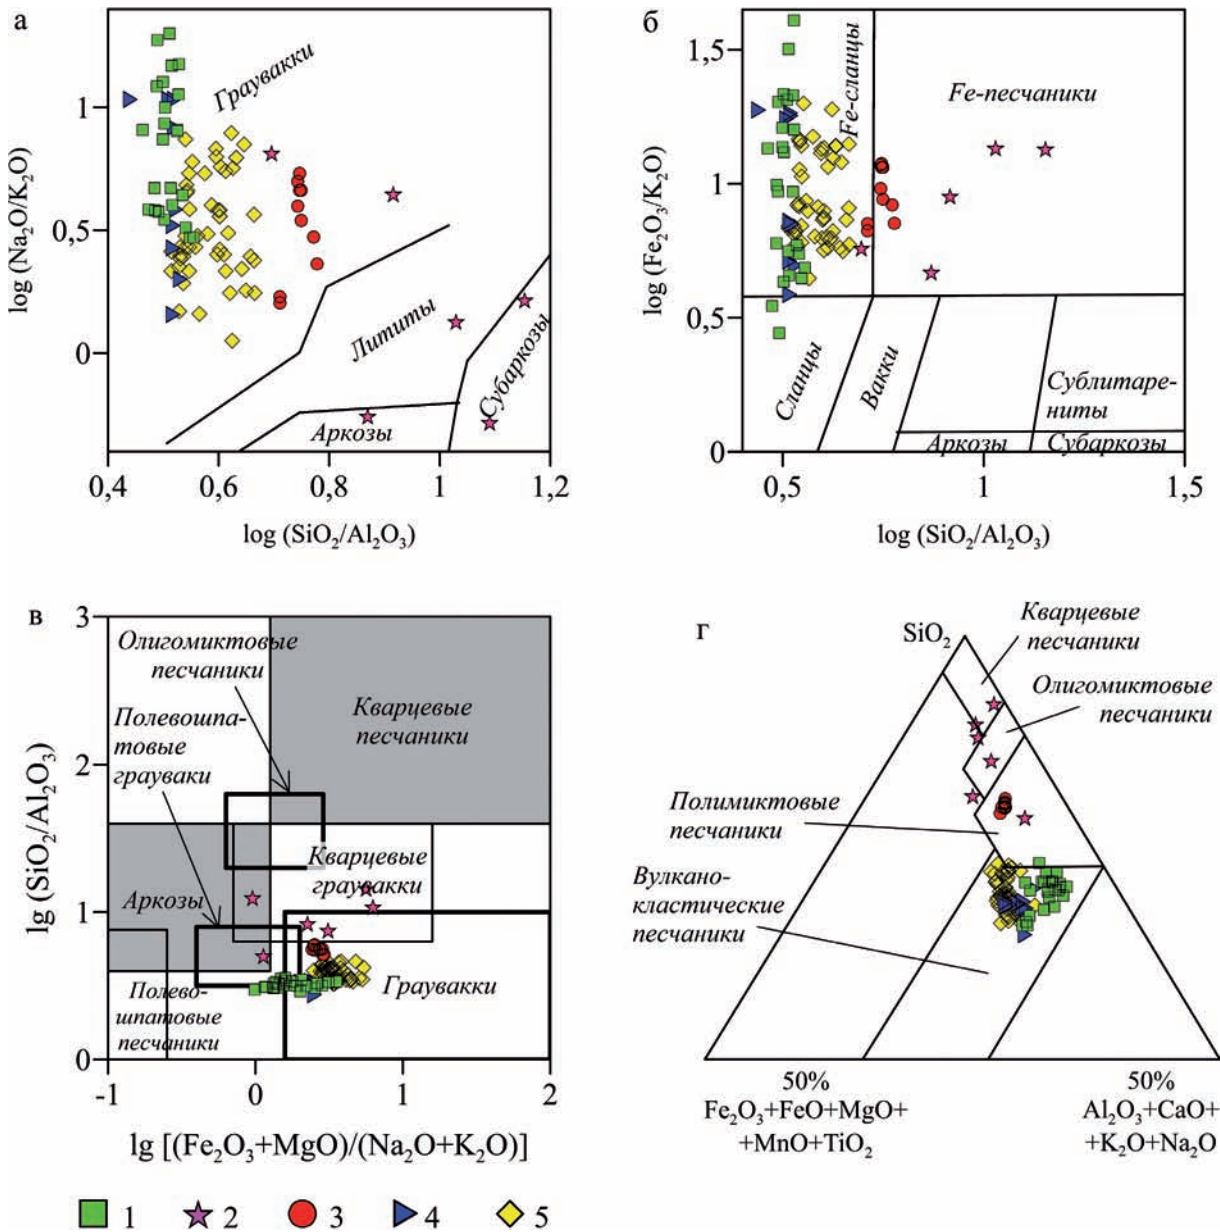 а
log (Na₂O/K₂O)
1
0,5
0
Граувакки
Лититы
Субаркозы
Аркозы
0,4
0,6
0,8
1
1,2
log (SiO₂/Al₂O₃)
б
log (Fe₂O₃/K₂O)
1,5
1
0,5
0
Fe-сланцы
Fe-песчаники
Сланцы
Вакки
Сублитаре-
ниты
Аркозы
Субаркозы
0,5
1
1,5
log (SiO₂/Al₂O₃)
в
lg (SiO₂/Al₂O₃)
3
2
1
0
Олигомиктовые
песчаники
Полевошпа-
товые
грауваки
Кварцевые
песчаники
Кварцевые
граувакки
Аркозы
Граувакки
Полево-
шпатовые
песчаники
-1
0
1
2
lg [(Fe₂O₃+MgO)/(Na₂O+K₂O)]
г
SiO₂
Кварцевые
песчаники
Олигомиктовые
песчаники
Полимиктовые
песчаники
Вулкано-
кластические
песчаники
50%
Fe₂O₃+FeO+MgO+
+MnO+TiO₂
50%
Al₂O₃+CaO+
+K₂O+Na₂O
1
2
3
4
5